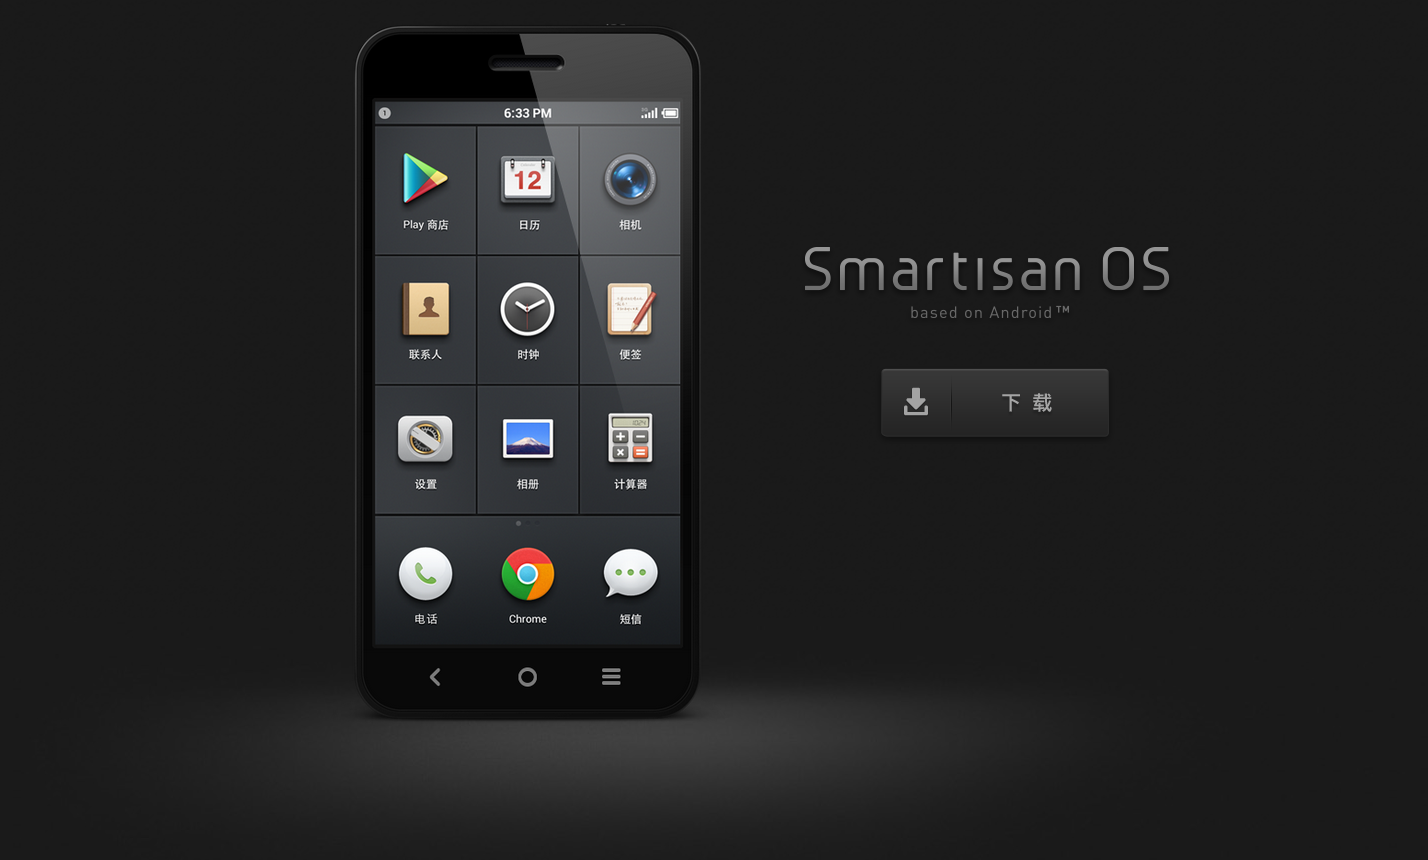 6:33 PM
12
Play 商店
日历
相机
联系人
时钟
便签
1024
设置
相册
计算器
电话
Chrome
短信
Smartisan OS
based on Android™
下载